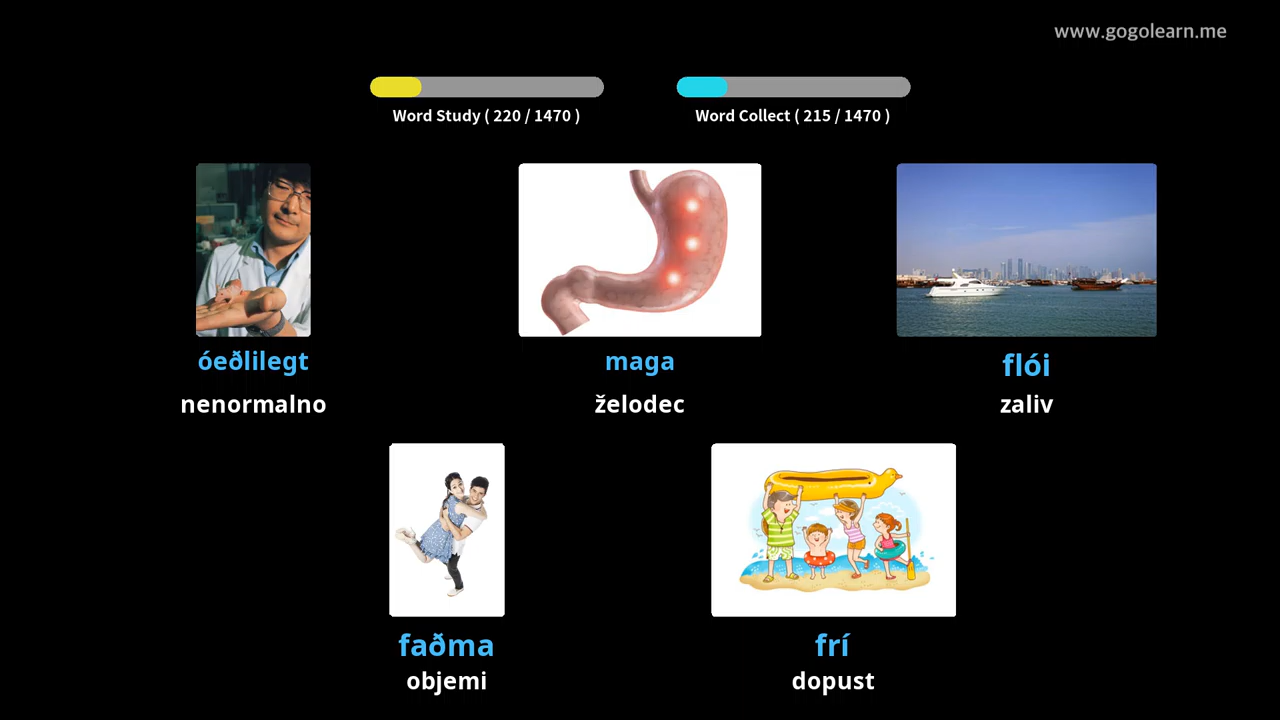 www.gogolearn.me
Word Study ( 220 / 1470 )
Word Collect ( 215 / 1470 )
óeðlilegt
maga
flói
nenormalno
želodec
zaliv
faðma
frí
objemi
dopust